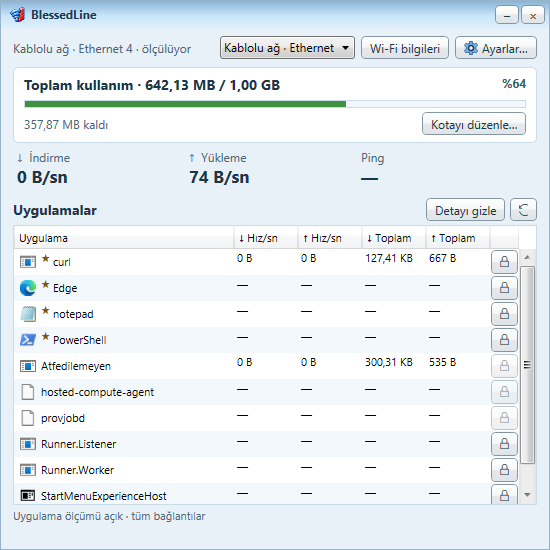 BlessedLine
Kablolu ağ · Ethernet 4 · ölçülüyor
Kablolu ağ · Ethernet
Wi-Fi bilgileri
Ayarlar...
Toplam kullanım · 642,13 MB / 1,00 GB
%64
357,87 MB kaldı
Kotayı düzenle...
↓ İndirme
↑ Yükleme
Ping
0 B/sn
74 B/sn
—
Uygulamalar
Detayı gizle
Uygulama ↓ Hız/sn ↑ Hız/sn ↓ Toplam ↑ Toplam
★ curl 0 B 0 B 127,41 KB 667 B
★ Edge — — — —
★ notepad — — — —
★ PowerShell — — — —
Atfedilemeyen 0 B 0 B 300,31 KB 535 B
hosted-compute-agent — — — —
provjobd — — — —
Runner.Listener — — — —
Runner.Worker — — — —
StartMenuExperienceHost — — — —
Uygulama ölçümü açık · tüm bağlantılar